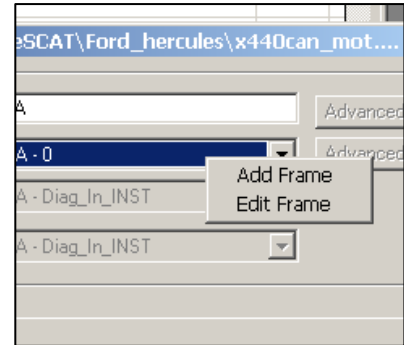 eSCAT\Ford_hercules\x440can_mot....
A
Advanced
A - 0
Advanced
Add Frame
A - Diag_In_INST
Edit Frame
A - Diag_In_INST